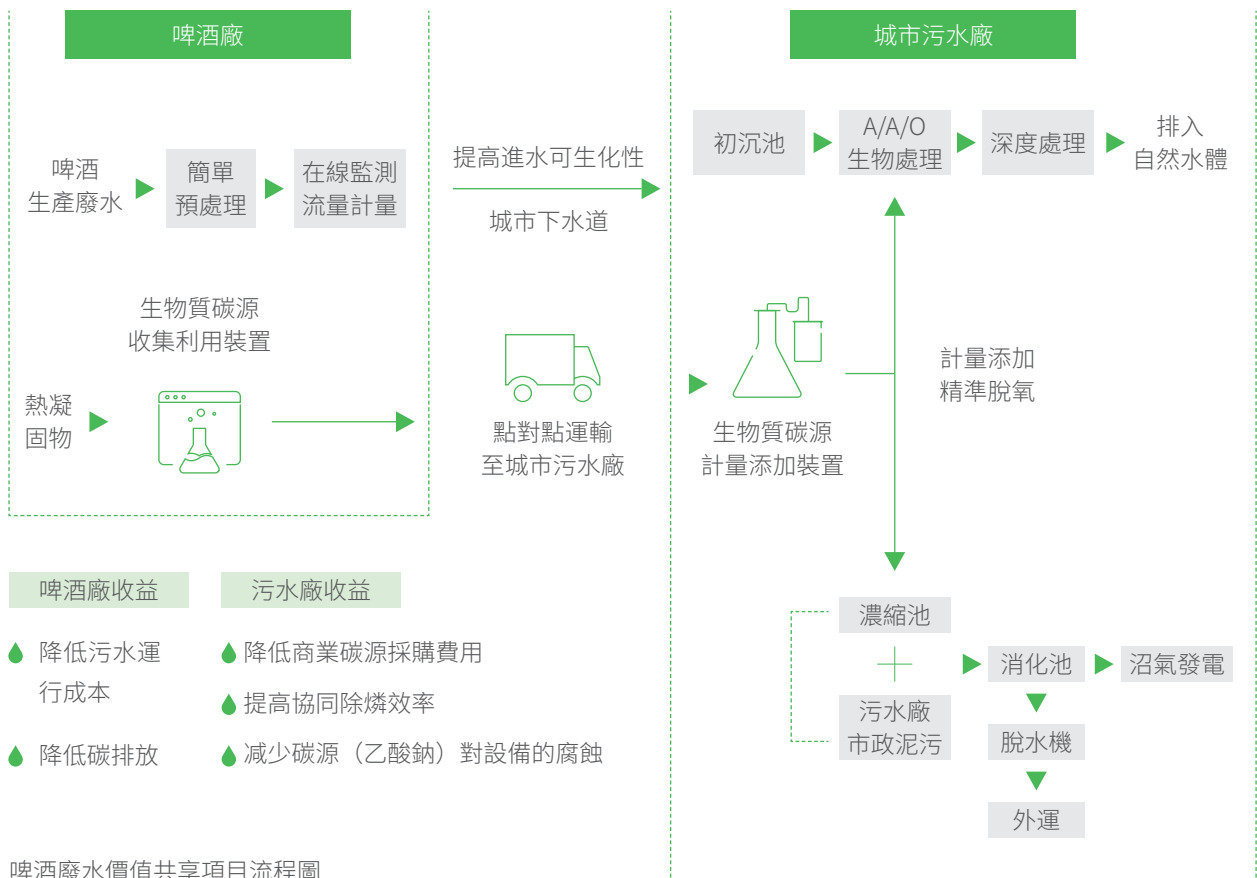 啤酒廠
城市污水廠
啤酒
生產廢水
簡單
預處理
在線監測
流量計量
提高進水可生化性
城市下水道
初沉池
A/A/O
生物處理
深度處理
排入
自然水體
生物質碳源
收集利用裝置
熱凝
固物
點對點運輸
至城市污水廠
生物質碳源
計量添加裝置
計量添加
精準脫氧
濃縮池
污水廠
市政泥污
消化池
沼氣發電
脫水機
外運
啤酒廠收益
降低污水運
行成本
降低碳排放
污水廠收益
降低商業碳源採購費用
提高協同除燐效率
減少碳源（乙酸鈉）對設備的腐蝕
啤酒廢水價值共享項目流程圖